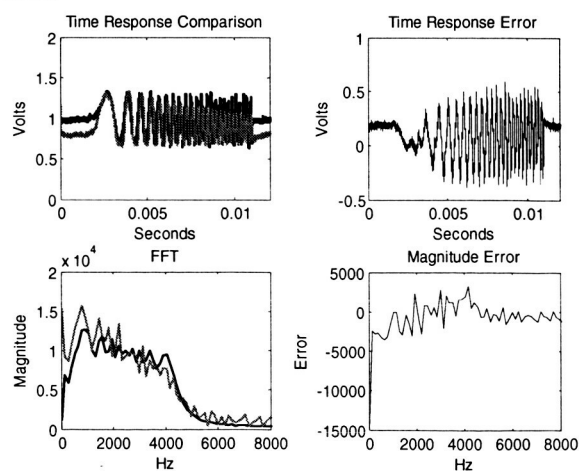 Time Response Comparison
2
1.5
1
0.5
0
Volts
0 0.005 0.01
Seconds
Time Response Error
1
0.5
0
-0.5
Volts
0 0.005 0.01
Seconds
x 10^4
FFT
2
1.5
1
0.5
0
Magnitude
0 2000 4000 6000 8000
Hz
Magnitude Error
5000
0
-5000
-10000
-15000
Error
0 2000 4000 6000 8000
Hz